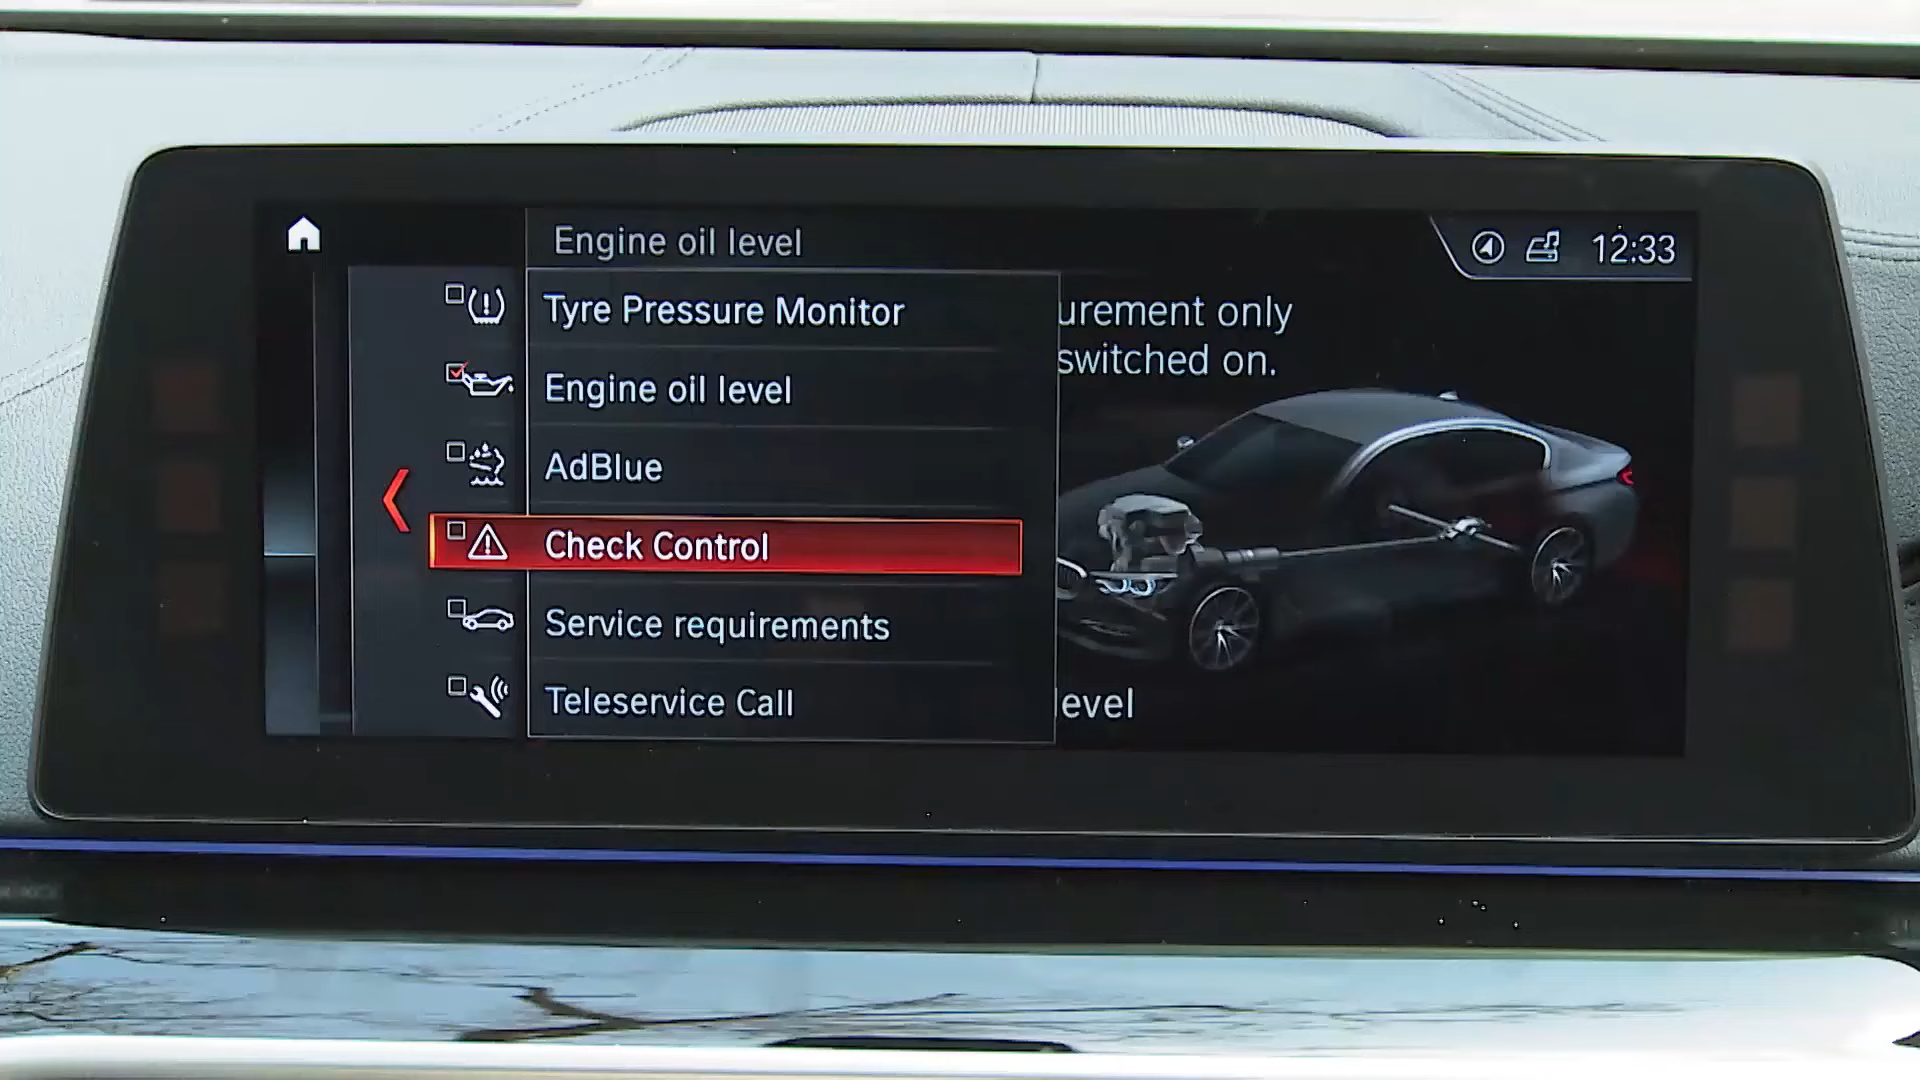 Engine oil level
12:33
Tyre Pressure Monitor
Engine oil level
AdBlue
Check Control
Service requirements
Teleservice Call
urement only
switched on.
level